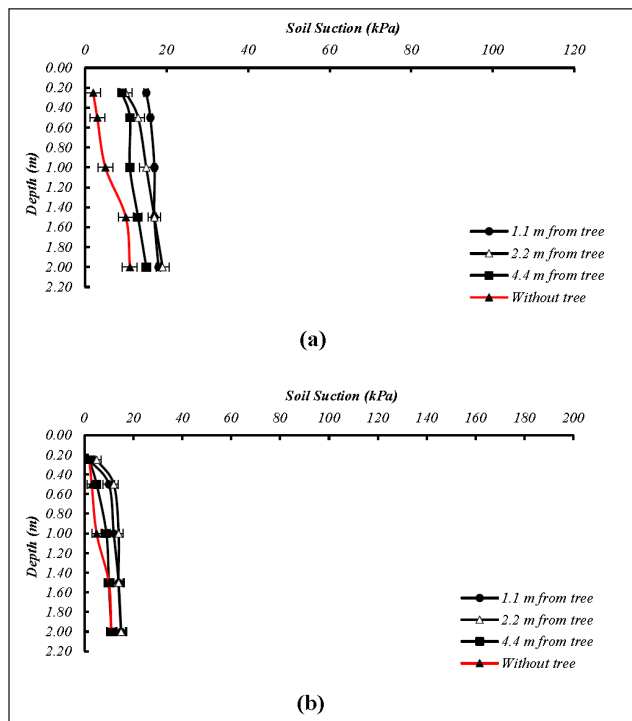 Soil Suction (kPa)
0 20 40 60 80 100 120
0.00
0.20
0.40
0.60
0.80
1.00
1.20
1.40
1.60
1.80
2.00
2.20
Depth (m)
1.1 m from tree
2.2 m from tree
4.4 m from tree
Without tree
(a)
Soil Suction (kPa)
0 20 40 60 80 100 120 140 160 180 200
0.00
0.20
0.40
0.60
0.80
1.00
1.20
1.40
1.60
1.80
2.00
2.20
Depth (m)
1.1 m from tree
2.2 m from tree
4.4 m from tree
Without tree
(b)